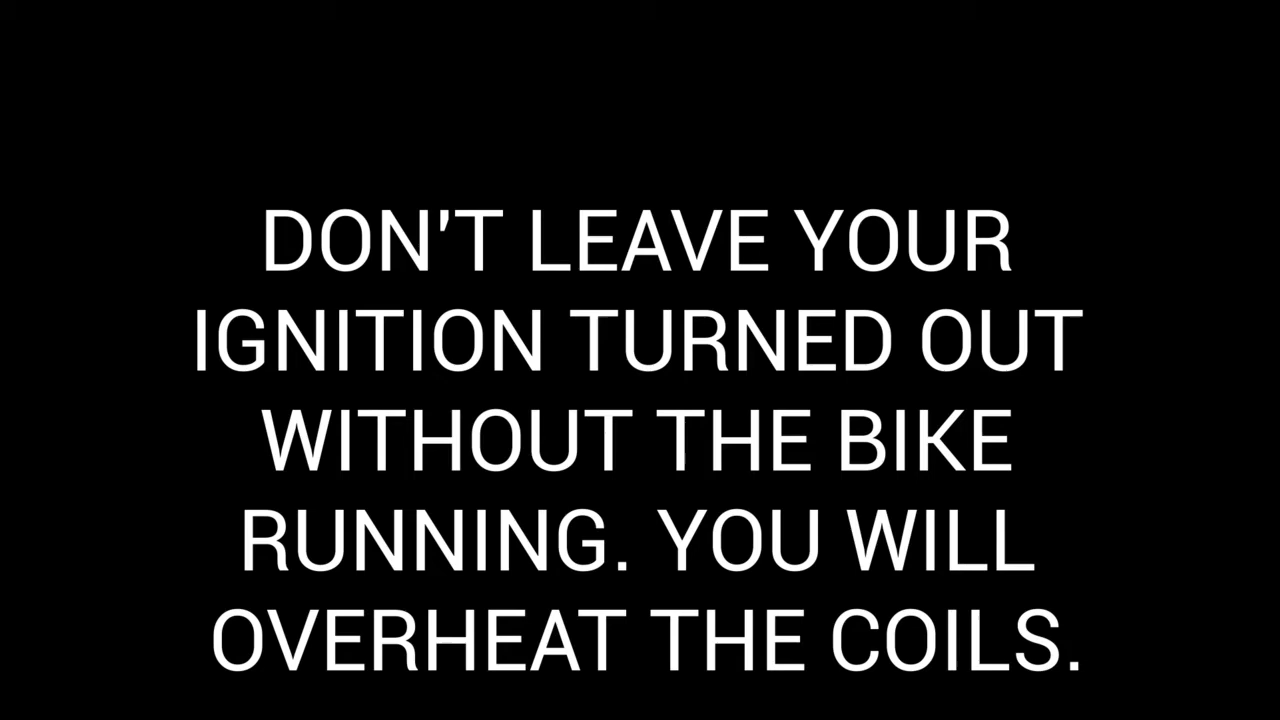 DON'T LEAVE YOUR
IGNITION TURNED OUT
WITHOUT THE BIKE
RUNNING. YOU WILL
OVERHEAT THE COILS.